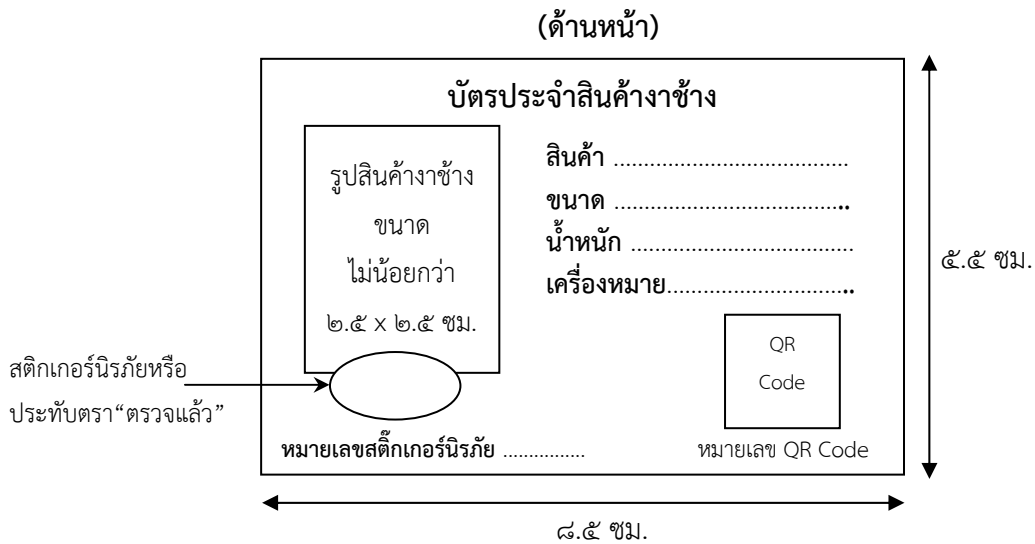 (ด้านหน้า)
บัตรประจำสินค้างาช้าง
รูปสินค้างาช้าง
ขนาด
ไม่น้อยกว่า
๒.๕ x ๒.๕ ซม.
สินค้า .......................................
ขนาด .......................................
น้ำหนัก .....................................
เครื่องหมาย...............................
๕.๕ ซม.
QR
Code
สติกเกอร์นิรภัยหรือ
ประทับตรา“ตรวจแล้ว”
หมายเลขสติ๊กเกอร์นิรภัย ................
หมายเลข QR Code
๘.๕ ซม.